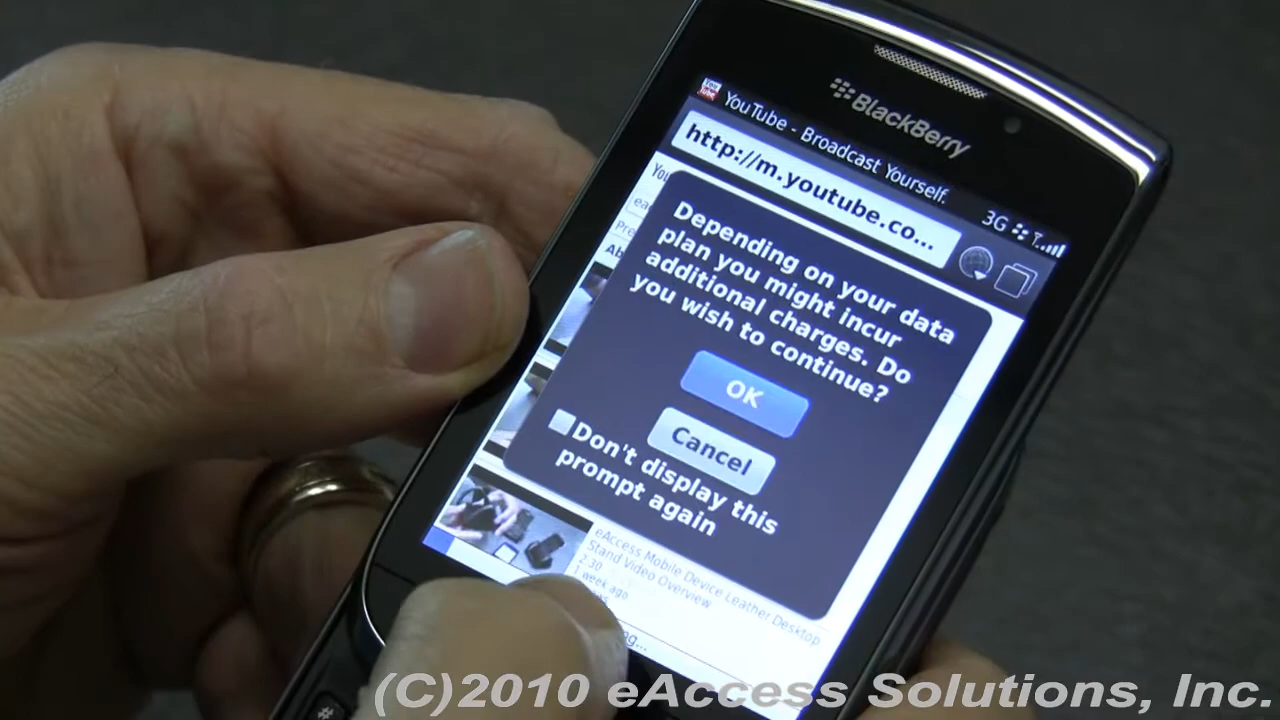 BlackBerry
YouTube - Broadcast Yourself.
http://m.youtube.co...
3G
Depending on your data
plan you might incur
additional charges. Do
you wish to continue?
OK
Cancel
Don't display this
prompt again
eAccess Mobile Device Leather Desktop
Stand Video Overview
2:30
1 week ago
#
(C)2010 eAccess Solutions, Inc.